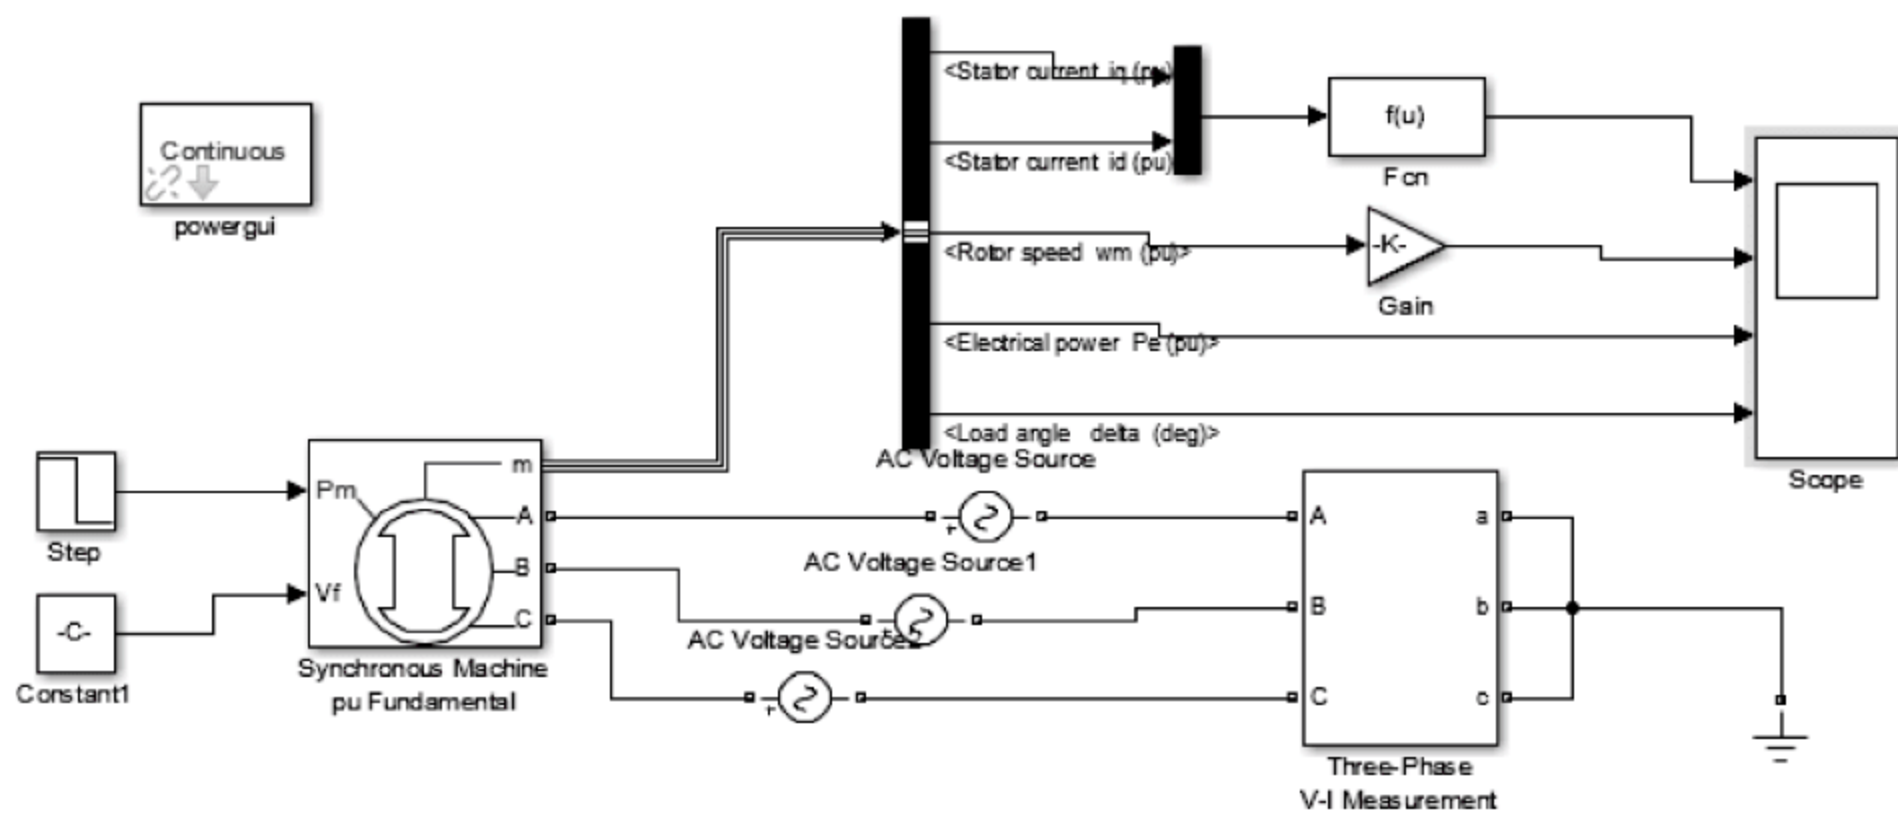 Continuous
powergui
<Stator current iq (pu)
<Stator current id (pu)
f(u)
Fcn
<Rotor speed wm (pu)>
-K-
Gain
<Electrical power Pe (pu)>
<Load angle delta (deg)>
Scope
Step
-C-
Constant1
Pm
Vf
m
A
B
C
Synchronous Machine
pu Fundamental
AC Voltage Source
+
AC Voltage Source1
+
AC Voltage Source2
+
A
B
C
a
b
c
Three-Phase
V-I Measurement